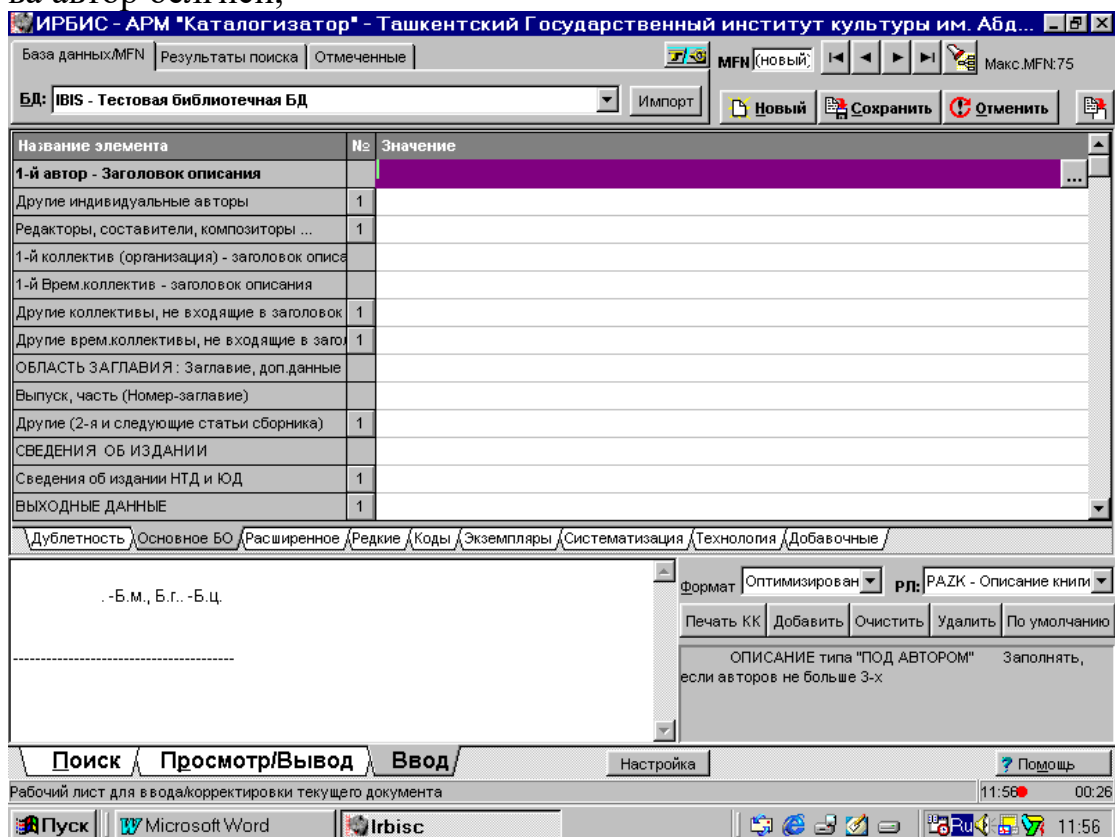 ва автор белгиси,
ИРБИС - АРМ "Каталогизатор" - Ташкентский Государственный институт культуры им. Абд...
База данных/MFN Результаты поиска Отмеченные MFN (новый) Макс.MFN:75
БД: IBIS - Тестовая библиотечная БД Импорт Новый Сохранить Отменить
Название элемента № Значение
1-й автор - Заголовок описания ...
Другие индивидуальные авторы 1
Редакторы, составители, композиторы ... 1
1-й коллектив (организация) - заголовок описа
1-й Врем.коллектив - заголовок описания
Другие коллективы, не входящие в заголовок 1
Другие врем.коллективы, не входящие в заго 1
ОБЛАСТЬ ЗАГЛАВИЯ : Заглавие, доп.данные
Выпуск, часть (Номер-заглавие)
Другие (2-я и следующие статьи сборника) 1
СВЕДЕНИЯ ОБ ИЗДАНИИ
Сведения об издании НТД и ЮД 1
ВЫХОДНЫЕ ДАННЫЕ 1
Дублетность Основное БО Расширенное Редкие Коды Экземпляры Систематизация Технология Добавочные
. -Б.м., Б.г.. -Б.ц.
---------------------------------------
Формат Оптимизирован РЛ: PAZK - Описание книги
Печать КК Добавить Очистить Удалить По умолчанию
ОПИСАНИЕ типа "ПОД АВТОРОМ" Заполнять,
если авторов не больше 3-х
Поиск Просмотр/Вывод Ввод Настройка ? Помощь
Рабочий лист для ввода/корректировки текущего документа 11:56 00:26
Пуск Microsoft Word Irbisc Ru 11:56